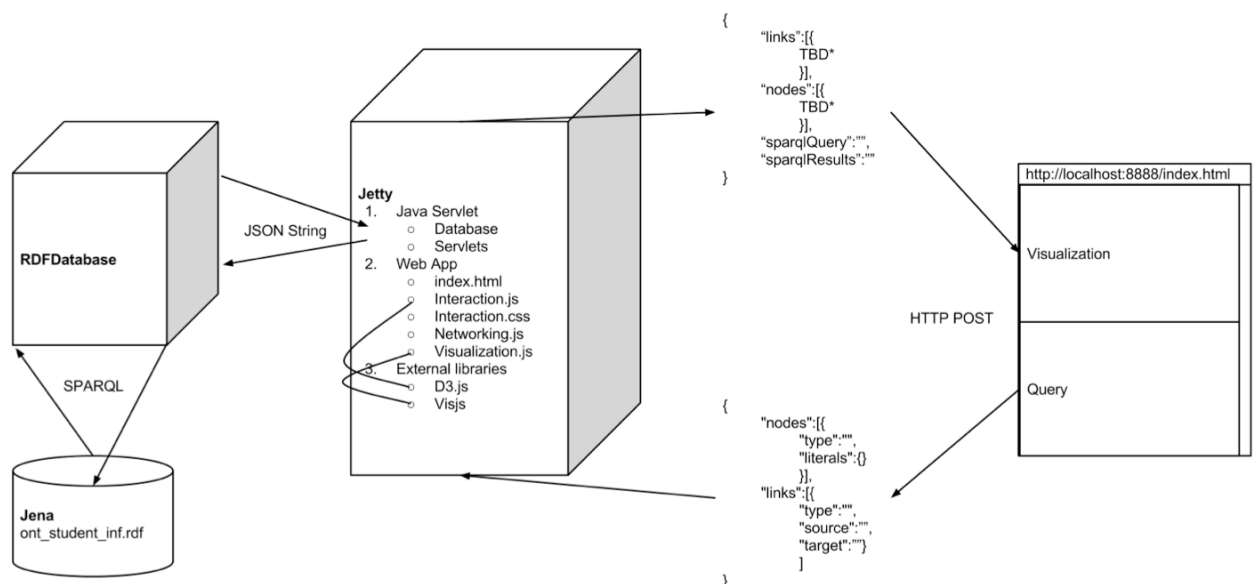 RDFDatabase
SPARQL
Jena
ont_student_inf.rdf
JSON String
Jetty
1. Java Servlet
○ Database
○ Servlets
2. Web App
○ index.html
○ Interaction.js
○ Interaction.css
○ Networking.js
○ Visualization.js
3. External libraries
○ D3.js
○ Visjs
{
“links”:[{
TBD*
}],
“nodes”:[{
TBD*
}],
“sparqlQuery”:””,
“sparqlResults”:””
}
HTTP POST
http://localhost:8888/index.html
Visualization
Query
{
"nodes":[{
"type":"",
"literals":{}
}],
"links":[{
"type":"",
"source":"",
"target":""}
]
}